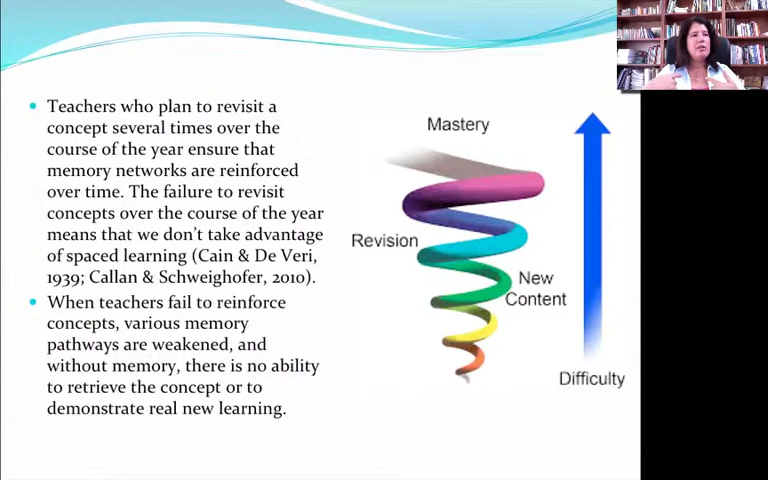 Teachers who plan to revisit a
concept several times over the
course of the year ensure that
memory networks are reinforced
over time. The failure to revisit
concepts over the course of the year
means that we don't take advantage
of spaced learning (Cain & De Veri,
1939; Callan & Schweighofer, 2010).
When teachers fail to reinforce
concepts, various memory
pathways are weakened, and
without memory, there is no ability
to retrieve the concept or to
demonstrate real new learning.
Mastery
Revision
New
Content
Difficulty